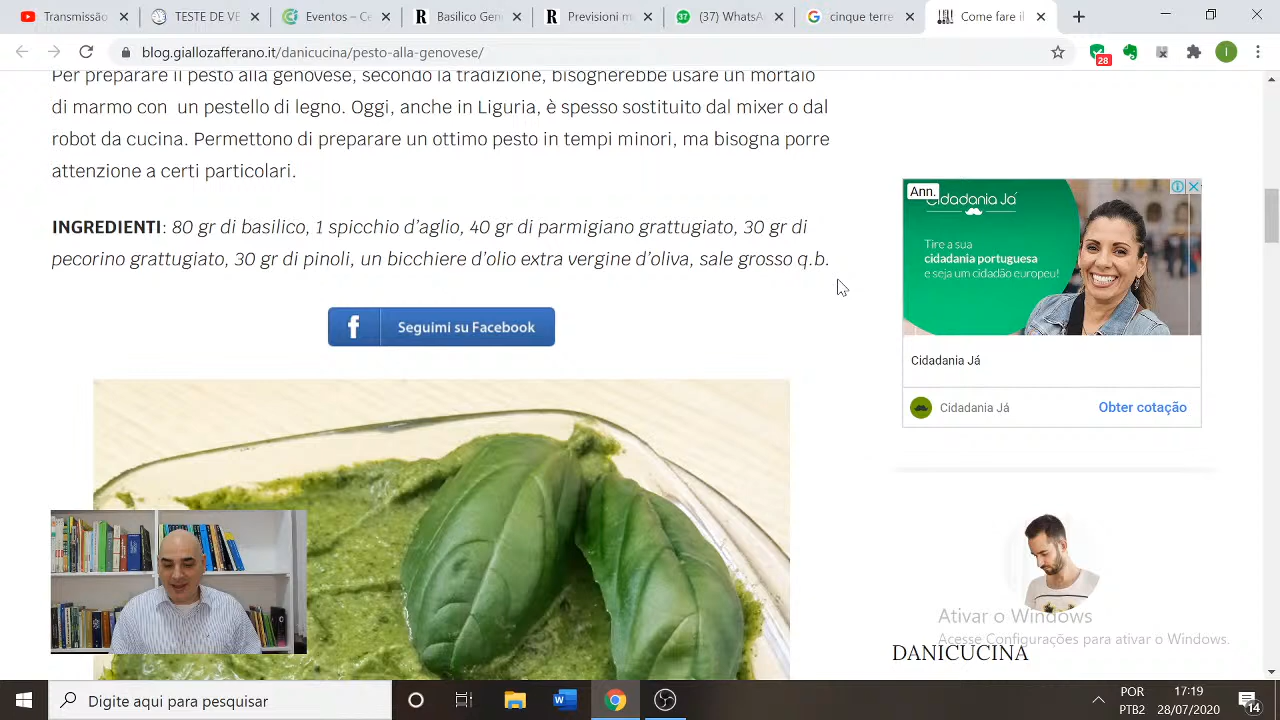 Transmissão
TESTE DE VE
Eventos – Ce
Basilico Gen
Previsioni m
37
(37) WhatsA
cinque terre
Come fare il
blog.giallozafferano.it/danicucina/pesto-alla-genovese/
28
I
Per preparare il pesto alla genovese, secondo la tradizione, bisognerebbe usare un mortaio
di marmo con un pestello di legno. Oggi, anche in Liguria, è spesso sostituito dal mixer o dal
robot da cucina. Permettono di preparare un ottimo pesto in tempi minori, ma bisogna porre
attenzione a certi particolari.
INGREDIENTI: 80 gr di basilico, 1 spicchio d'aglio, 40 gr di parmigiano grattugiato, 30 gr di
pecorino grattugiato, 30 gr di pinoli, un bicchiere d'olio extra vergine d'oliva, sale grosso q.b.
Seguimi su Facebook
Ann.
Cidadania Já
Tire a sua
cidadania portuguesa
e seja um cidadão europeu!
Cidadania Já
Cidadania Já
Obter cotação
Ativar o Windows
Acesse Configurações para ativar o Windows.
DANICUCINA
Digite aqui para pesquisar
POR
PTB2
17:19
28/07/2020
14